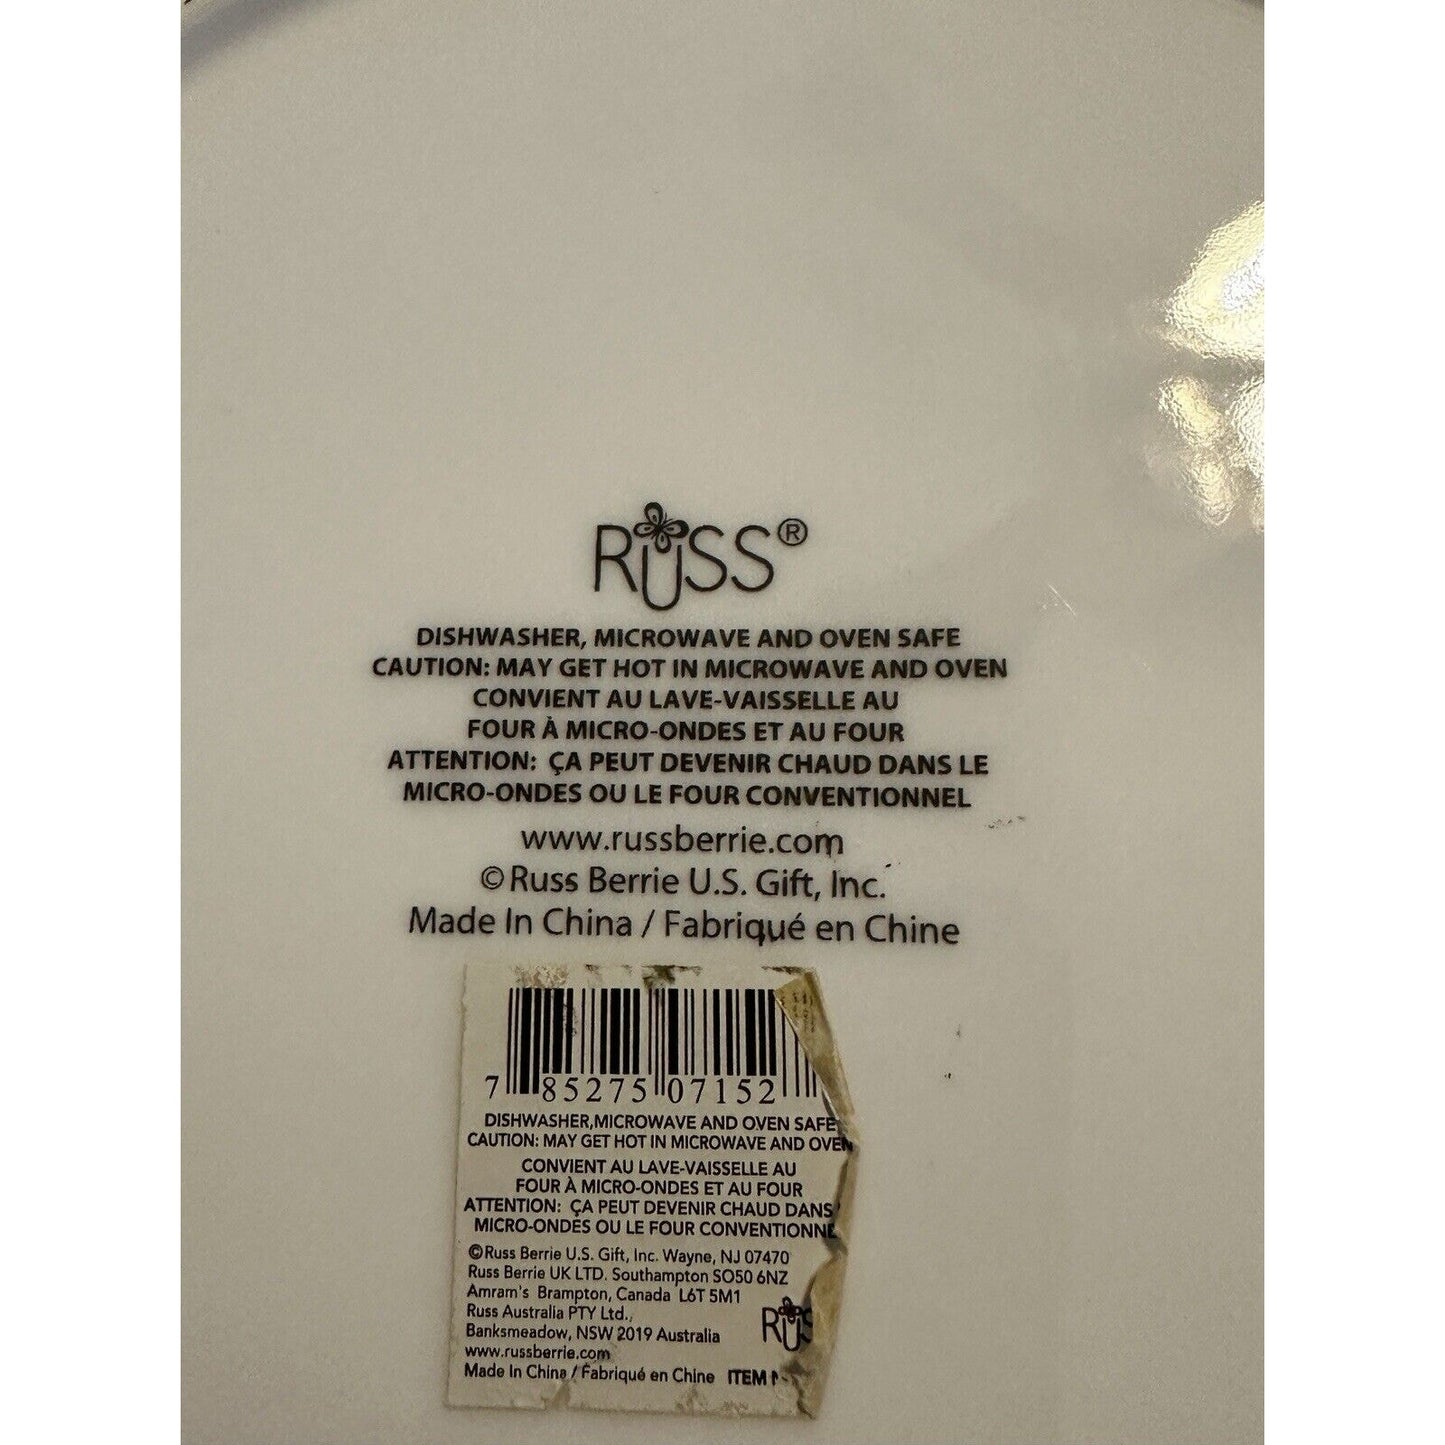 RUSS®
DISHWASHER, MICROWAVE AND OVEN SAFE
CAUTION: MAY GET HOT IN MICROWAVE AND OVEN
CONVIENT AU LAVE-VAISSELLE AU
FOUR À MICRO-ONDES ET AU FOUR
ATTENTION: ÇA PEUT DEVENIR CHAUD DANS LE
MICRO-ONDES OU LE FOUR CONVENTIONNEL
www.russberrie.com
©Russ Berrie U.S. Gift, Inc.
Made In China / Fabriqué en Chine
7 85275 07152
DISHWASHER,MICROWAVE AND OVEN SAFE
CAUTION: MAY GET HOT IN MICROWAVE AND OVEN
CONVIENT AU LAVE-VAISSELLE AU
FOUR À MICRO-ONDES ET AU FOUR
ATTENTION: ÇA PEUT DEVENIR CHAUD DANS
MICRO-ONDES OU LE FOUR CONVENTIONNE
©Russ Berrie U.S. Gift, Inc. Wayne, NJ 07470
Russ Berrie UK LTD. Southampton SO50 6NZ
Amram's Brampton, Canada L6T 5M1
Russ Australia PTY Ltd.,
Banksmeadow, NSW 2019 Australia
RUS
www.russberrie.com
Made In China / Fabriqué en Chine ITEM